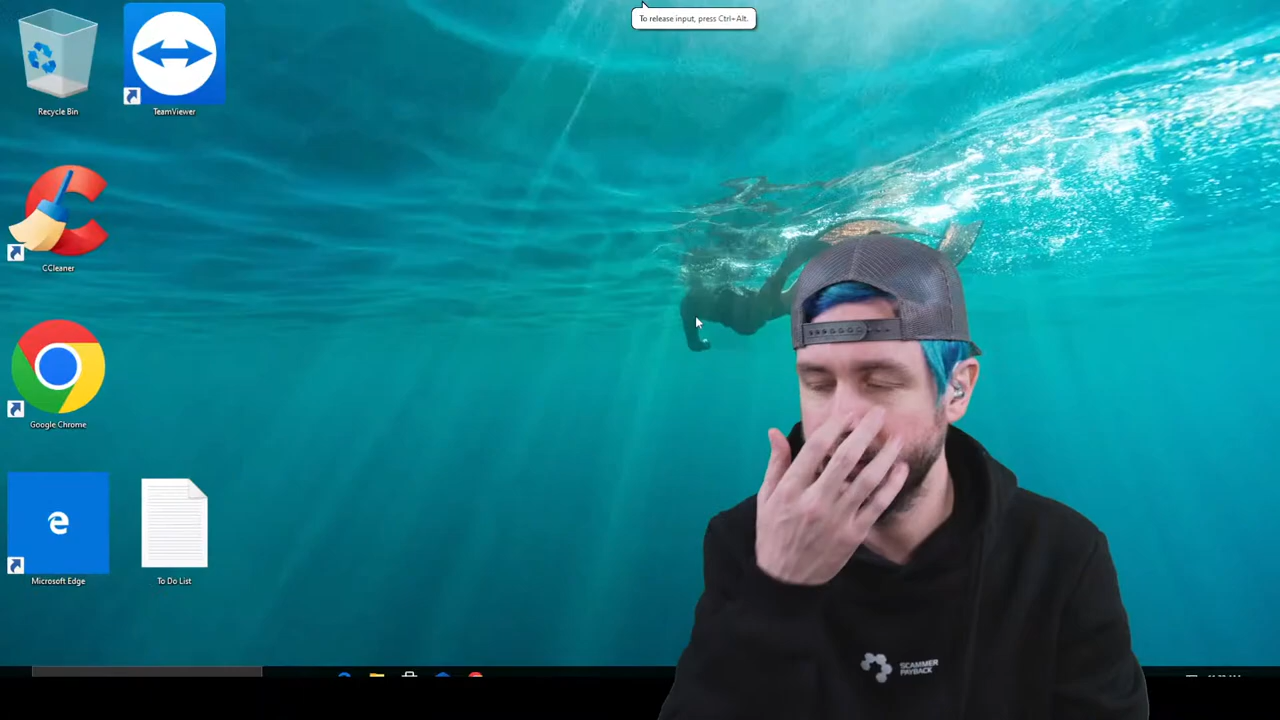 To release input, press Ctrl+Alt.
Recycle Bin
TeamViewer
CCleaner
Google Chrome
Microsoft Edge
To Do List
SCAMMER
PAYBACK